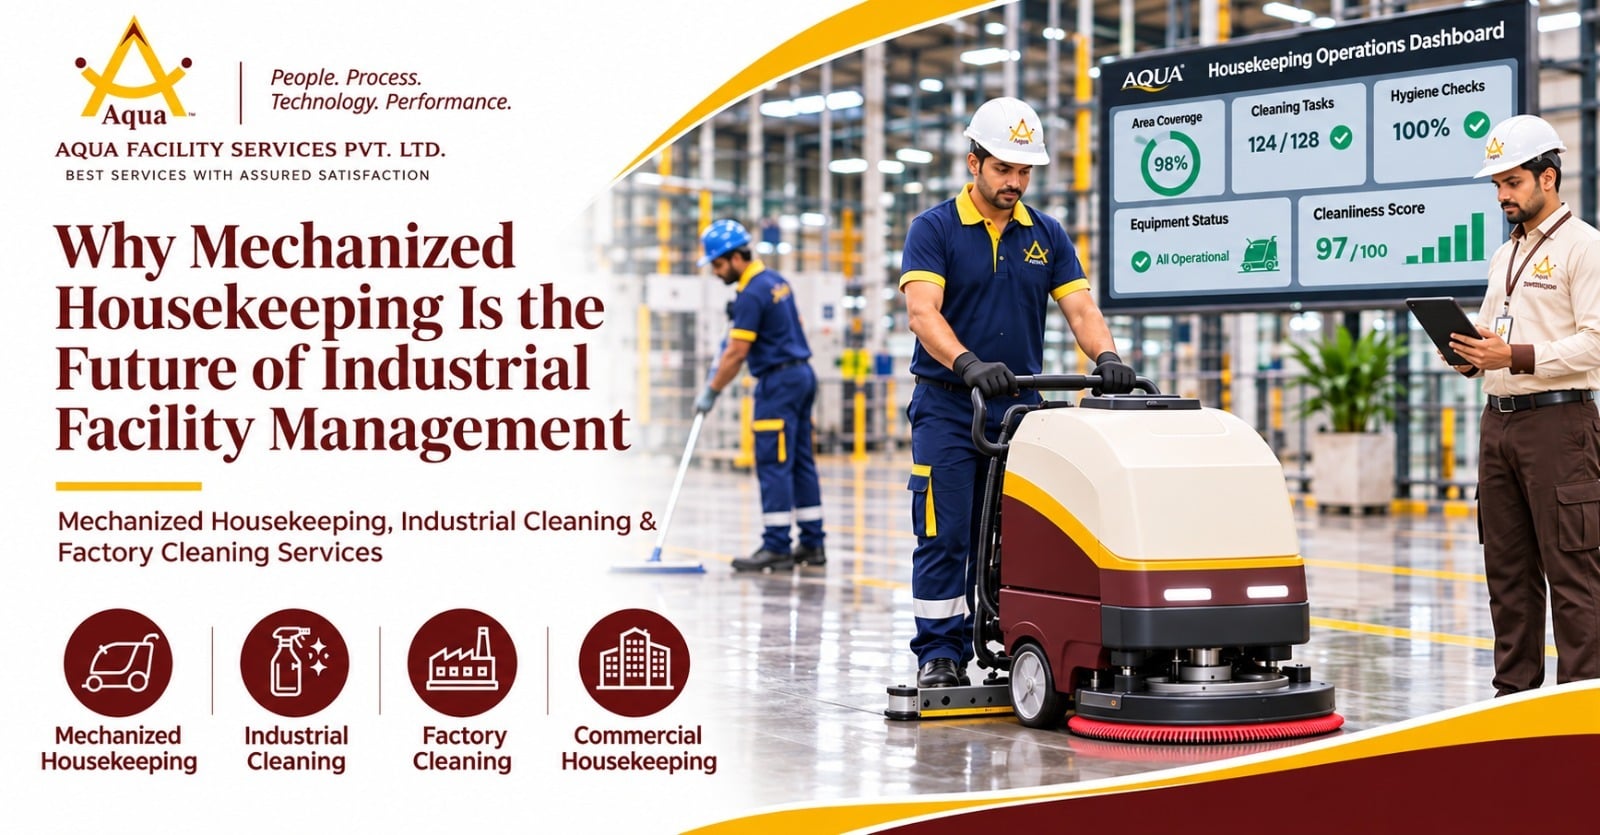 Aqua
People. Process.
Technology. Performance.
AQUA FACILITY SERVICES PVT. LTD.
BEST SERVICES WITH ASSURED SATISFACTION
Why Mechanized
Housekeeping Is the
Future of Industrial
Facility Management
Mechanized Housekeeping, Industrial Cleaning &
Factory Cleaning Services
Mechanized
Housekeeping
Industrial
Cleaning
Factory
Cleaning
Commercial
Housekeeping
AQUA
Housekeeping Operations Dashboard
Area Coverage
98%
Cleaning Tasks
124/128
Hygiene Checks
100%
Equipment Status
All Operational
Cleanliness Score
97/100